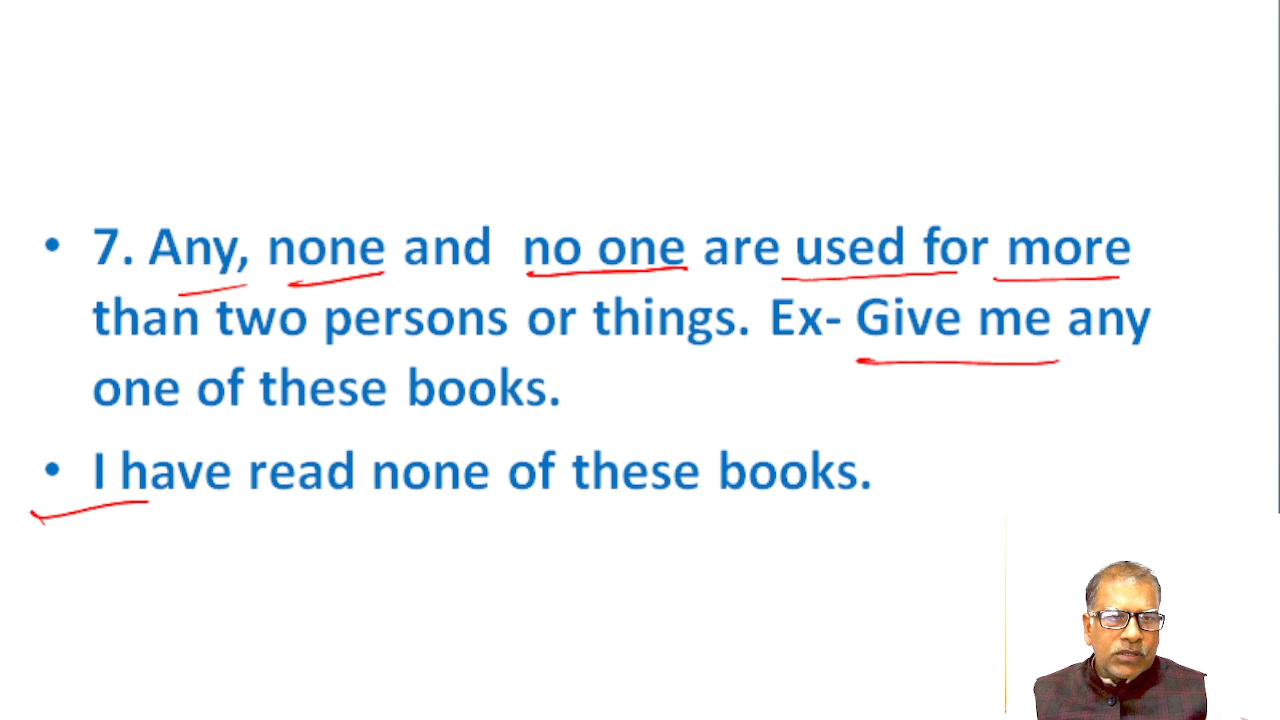 • 7. Any, none and no one are used for more
than two persons or things. Ex- Give me any
one of these books.
• I have read none of these books.